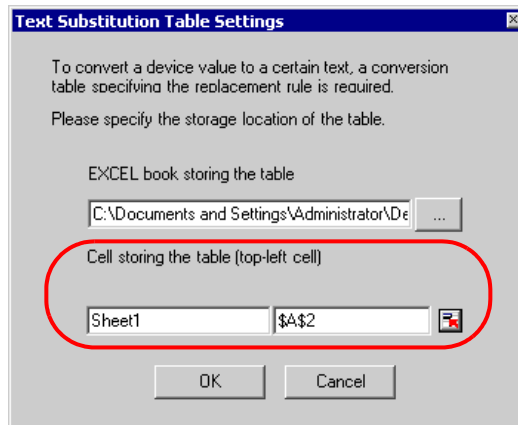 Text Substitution Table Settings
To convert a device value to a certain text, a conversion
table specifying the replacement rule is required.
Please specify the storage location of the table.
EXCEL book storing the table
C:\Documents and Settings\Administrator\De
...
Cell storing the table (top-left cell)
Sheet1 $A$2
OK Cancel